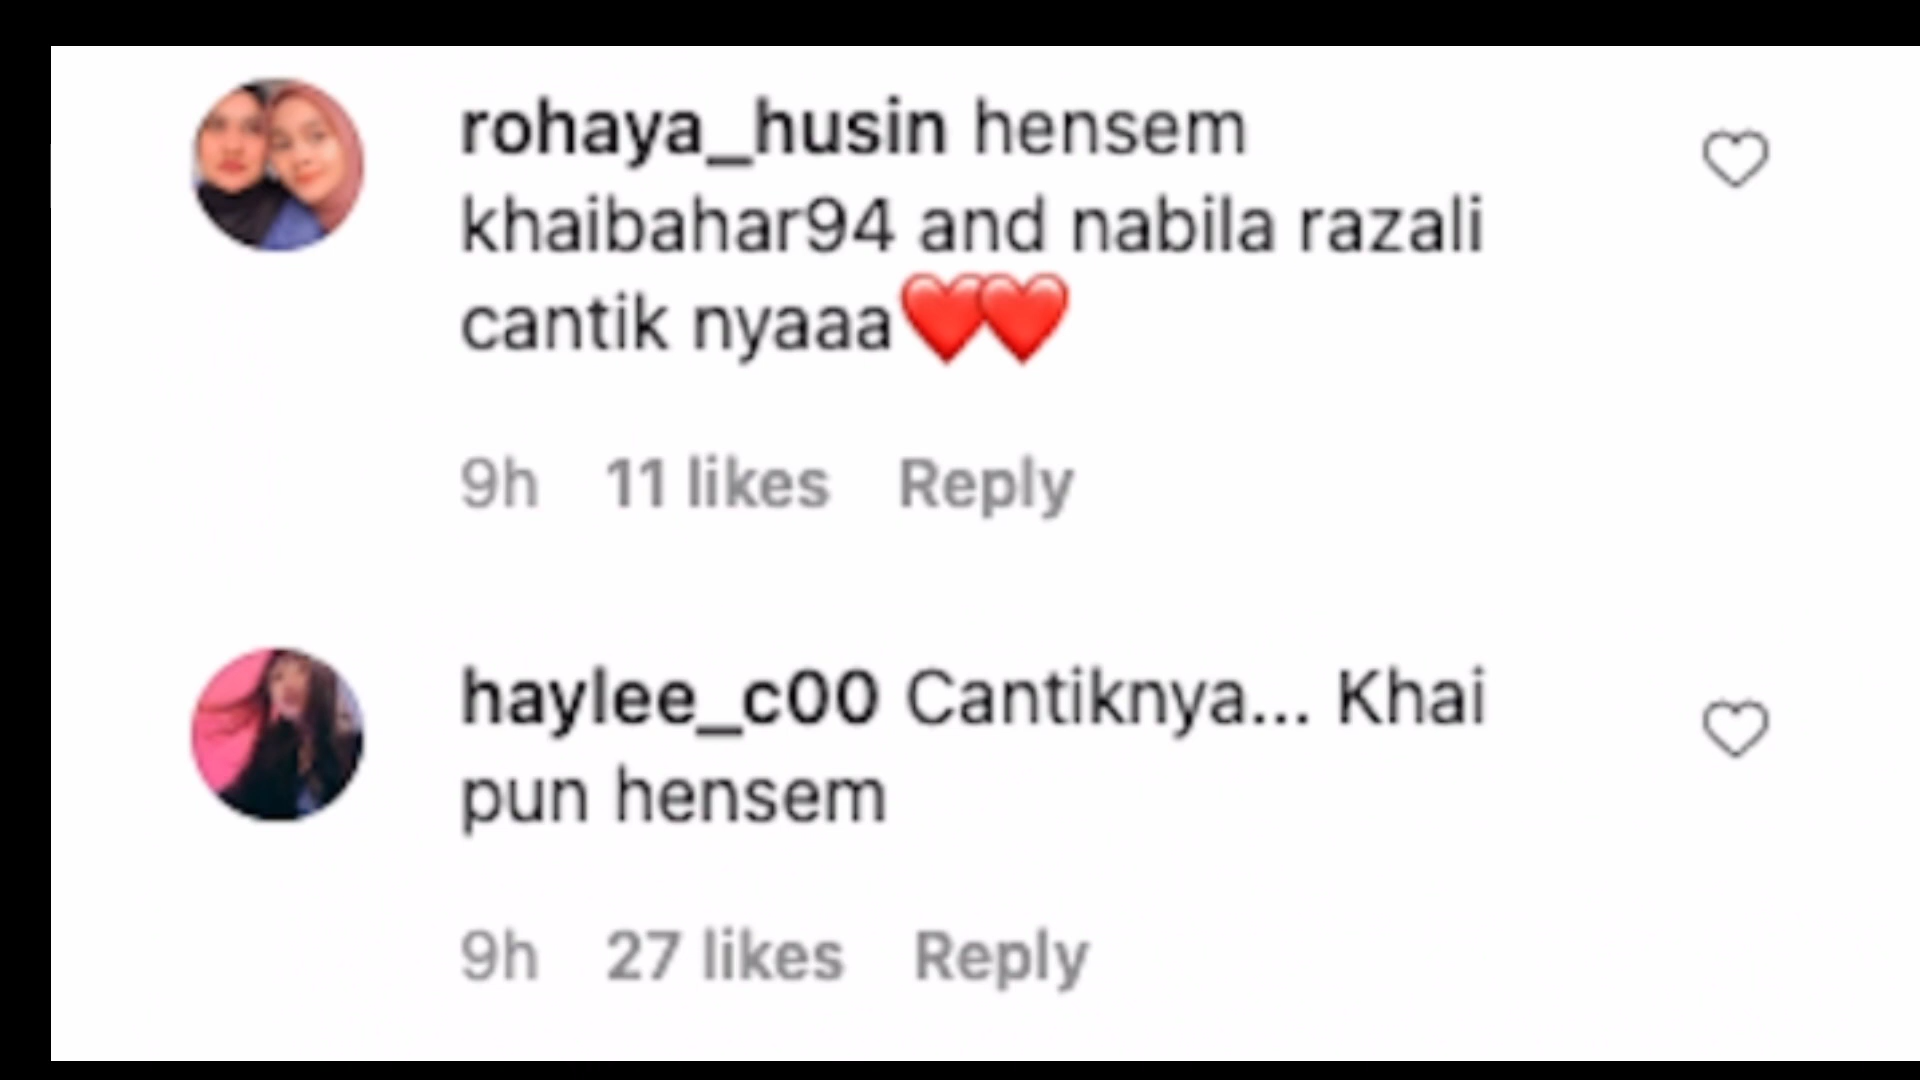 rohaya_husin hensem
khaibahar94 and nabila razali
cantik nyaaa❤️❤️
9h 11 likes Reply
haylee_c00 Cantiknya... Khai
pun hensem
9h 27 likes Reply